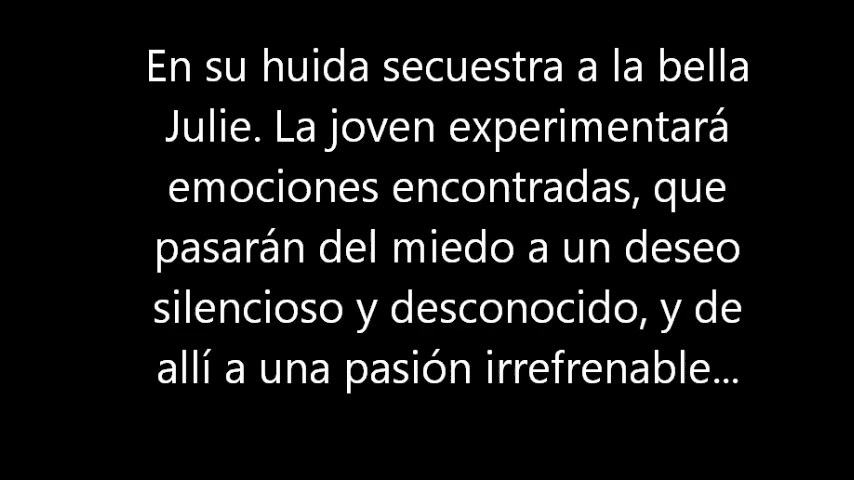 En su huida secuestra a la bella
Julie. La joven experimentará
emociones encontradas, que
pasarán del miedo a un deseo
silencioso y desconocido, y de
allí a una pasión irrefrenable...